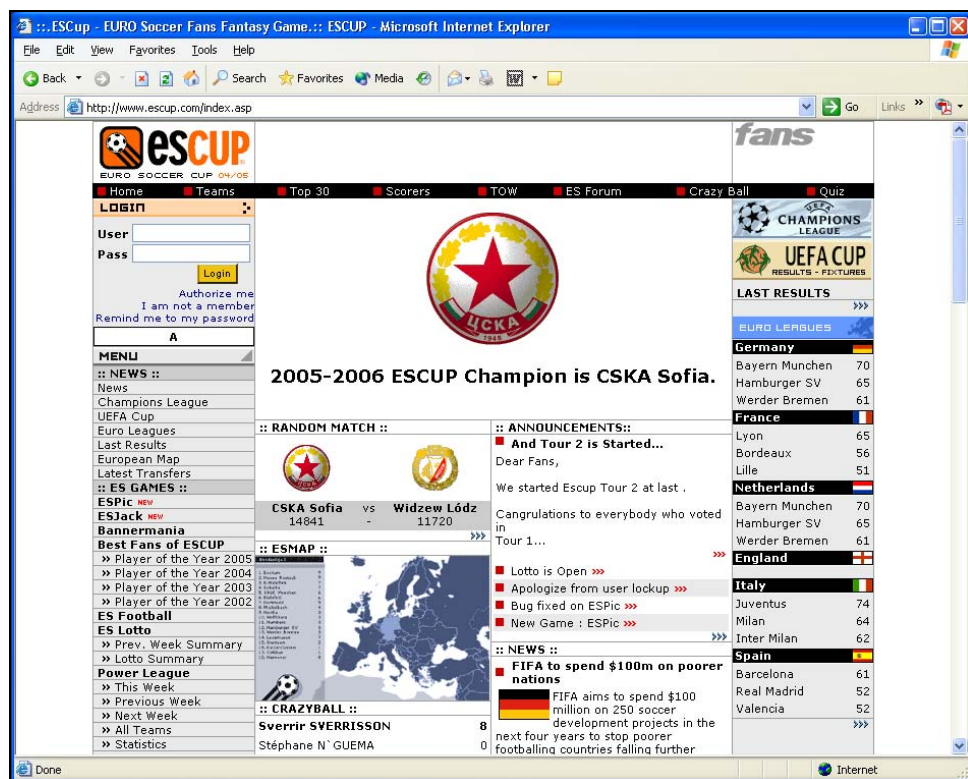 ::.ESCup - EURO Soccer Fans Fantasy Game.:: ESCUP - Microsoft Internet Explorer
File Edit View Favorites Tools Help
Back Search Favorites Media
Address http://www.escup.com/index.asp Go Links
escup
EURO SOCCER CUP 04/05
fans
Home Teams Top 30 Scorers TOW ES Forum Crazy Ball Quiz
LOGIN
User
Pass
Login
Authorize me
I am not a member
Remind me to my password
A
MENU
:: NEWS ::
News
Champions League
UEFA Cup
Euro Leagues
Last Results
European Map
Latest Transfers
:: ES GAMES ::
ESPic NEW
ESJack NEW
Bannermania
Best Fans of ESCUP
» Player of the Year 2005
» Player of the Year 2004
» Player of the Year 2003
» Player of the Year 2002
ES Football
ES Lotto
» Prev. Week Summary
» Lotto Summary
Power League
» This Week
» Previous Week
» Next Week
» All Teams
» Statistics
ЦСКА
1948
2005-2006 ESCUP Champion is CSKA Sofia.
:: RANDOM MATCH ::
CSKA Sofia vs Widzew Lódz
14841 - 11720
»»
:: ESMAP ::
:: CRAZYBALL ::
Sverrir SVERRISSON 8
Stéphane N`GUEMA 0
:: ANNOUNCEMENTS::
And Tour 2 is Started...
Dear Fans,
We started Escup Tour 2 at last .
Cangrulations to everybody who voted
in
Tour 1...
»»
Lotto is Open »»
Apologize from user lockup »»
Bug fixed on ESPic »»
New Game : ESPic »»
»»
:: NEWS ::
FIFA to spend $100m on poorer
nations
FIFA aims to spend $100
million on 250 soccer
development projects in the
next four years to stop poorer
footballing countries falling further
UEFA
CHAMPIONS
LEAGUE
UEFA CUP
RESULTS - FIXTURES
LAST RESULTS
»»
EURO LEAGUES
Germany
Bayern Munchen 70
Hamburger SV 65
Werder Bremen 61
France
Lyon 65
Bordeaux 56
Lille 51
Netherlands
Bayern Munchen 70
Hamburger SV 65
Werder Bremen 61
England
Italy
Juventus 74
Milan 64
Inter Milan 62
Spain
Barcelona 61
Real Madrid 52
Valencia 52
»»
Done Internet